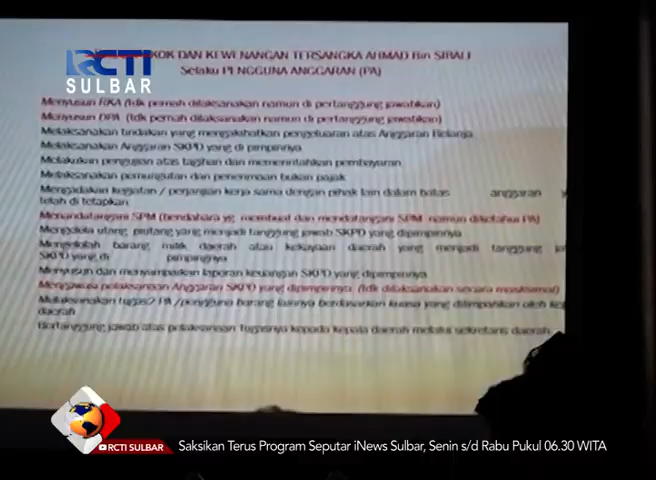 RCTI
SULBAR
KOK DAN KEWENANGAN TERSANGKA AHMAD Bin SIRAJ
Selaku PENGGUNA ANGGARAN (PA)
Menyusun RKA (tdk pernah dilaksanakan namun di pertanggung jawabkan)
Menyusun DPA (tdk pernah dilaksanakan namun di pertanggung jawabkan)
Melaksanakan tindakan yang mengakibatkan pengeluaran atas Anggaran Belanja
Melaksanakan Anggaran SKPD yang di pimpinnya
Melakukan pengujian atas tagihan dan memerintahkan pembayaran
Melaksanakan pemungutan dan penerimaan bukan pajak
Mengadakan kegiatan / perjanjian kerja sama dengan pihak lain dalam batas anggaran y
telah di tetapkan
Menandatangani SPM (bendahara yg membuat dan mendatangani SPM namun diketahui PA)
Mengelola utang piutang yang menjadi tanggung jawab SKPD yang dipimpinnya
Mengelolah barang milik daerah atau kekayaan daerah yang menjadi tanggung ja
SKPD yang di pimpingnya
Menyusun dan menyampaikan laporan keuangan SKPD yang dipimpinnya
Mengawasi pelaksanaan Anggaran SKPD yang dipimpinnya (tdk dilaksanakan secara maksimal)
Melaksanakan tugas2 PA /pengguna barang lainnya berdasarkan kuasa yang dilimpahkan oleh kep
daerah
Bertanggung jawab atas pelaksanaan tugasnya kepada kepala daerah melalui sekretaris daerah
RCTI SULBAR
Saksikan Terus Program Seputar iNews Sulbar, Senin s/d Rabu Pukul 06.30 WITA